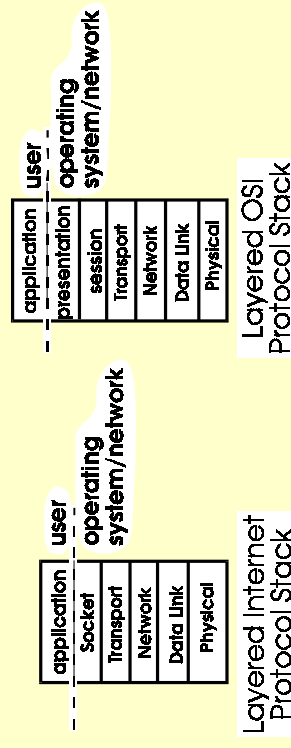 application
Socket
Transport
Network
Data Link
Physical
user
operating
system/network
Layered Internet
Protocol Stack
application
presentation
session
Transport
Network
Data Link
Physical
user
operating
system/network
Layered OSI
Protocol Stack